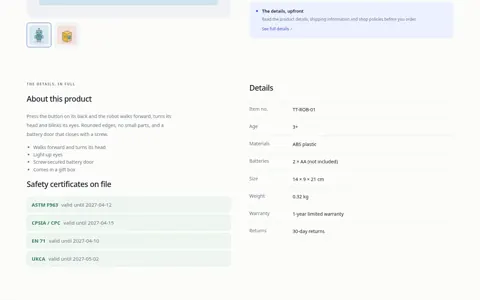 The details, upfront
Read the product details, shipping information and shop policies before you order.
See full details ›
THE DETAILS, IN FULL
About this product
Press the button on its back and the robot walks forward, turns its
head and blinks its eyes. Rounded edges, no small parts, and a
battery door that closes with a screw.
• Walks forward and turns its head
• Light-up eyes
• Screw-secured battery door
• Comes in a gift box
Safety certificates on file
ASTM F963 valid until 2027-04-12
CPSIA / CPC valid until 2027-04-15
EN 71 valid until 2027-04-10
UKCA valid until 2027-05-02
Details
Item no. TT-ROB-01
Age 3+
Materials ABS plastic
Batteries 2 × AA (not included)
Size 14 × 9 × 21 cm
Weight 0.32 kg
Warranty 1-year limited warranty
Returns 30-day returns